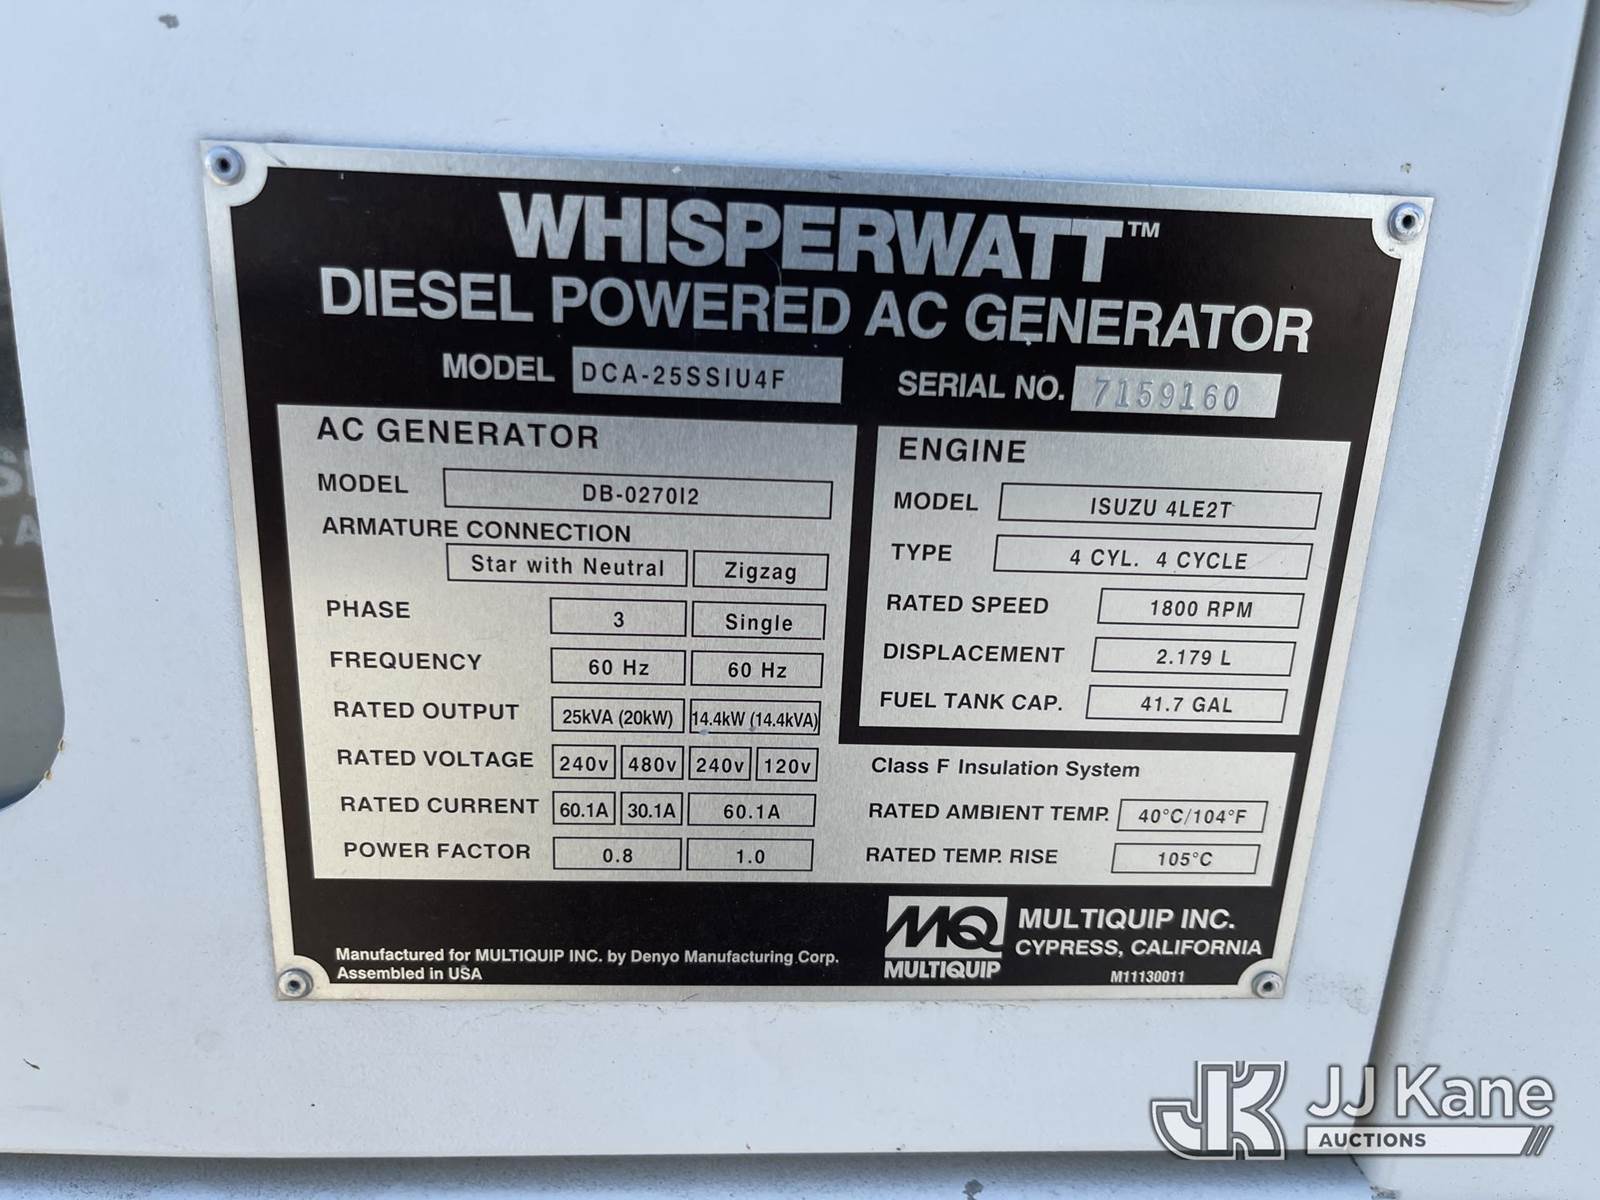 WHISPERWATT™
DIESEL POWERED AC GENERATOR
MODEL DCA-25SSIU4F
SERIAL NO. 7159160
AC GENERATOR
MODEL DB-0270I2
ARMATURE CONNECTION
Star with Neutral Zigzag
PHASE 3 Single
FREQUENCY 60 Hz 60 Hz
RATED OUTPUT 25kVA (20kW) 14.4kW (14.4kVA)
RATED VOLTAGE 240v 480v 240v 120v
RATED CURRENT 60.1A 30.1A 60.1A
POWER FACTOR 0.8 1.0
ENGINE
MODEL ISUZU 4LE2T
TYPE 4 CYL. 4 CYCLE
RATED SPEED 1800 RPM
DISPLACEMENT 2.179 L
FUEL TANK CAP. 41.7 GAL
Class F Insulation System
RATED AMBIENT TEMP. 40°C/104°F
RATED TEMP. RISE 105°C
Manufactured for MULTIQUIP INC. by Denyo Manufacturing Corp.
Assembled in USA
MQ
MULTIQUIP
MULTIQUIP INC.
CYPRESS, CALIFORNIA
M11130011
JK
JJ Kane
AUCTIONS